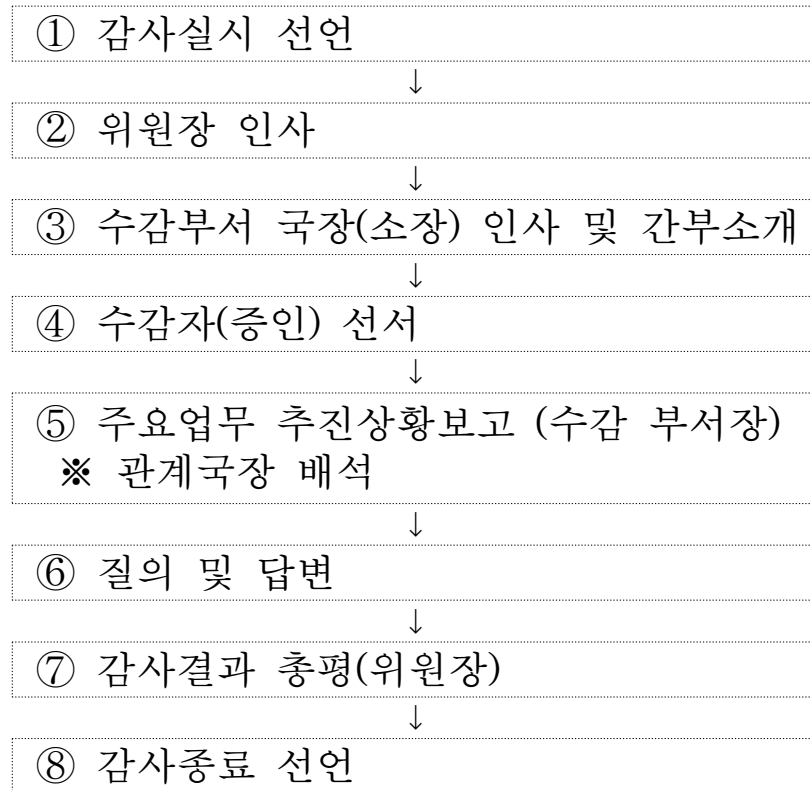 ① 감사실시 선언
↓
② 위원장 인사
↓
③ 수감부서 국장(소장) 인사 및 간부소개
↓
④ 수감자(증인) 선서
↓
⑤ 주요업무 추진상황보고 (수감 부서장)
※ 관계국장 배석
↓
⑥ 질의 및 답변
↓
⑦ 감사결과 총평(위원장)
↓
⑧ 감사종료 선언